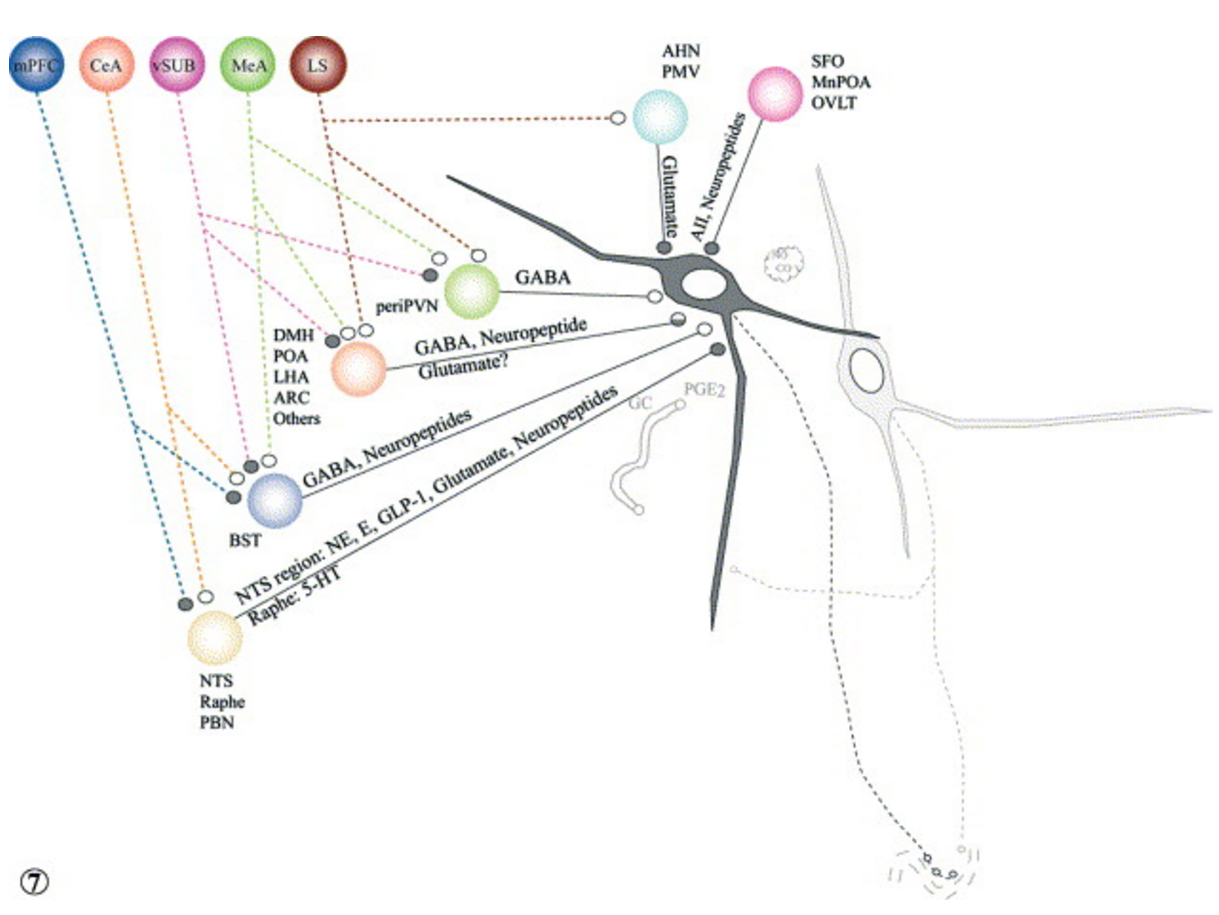 mPFC
CeA
vSUB
MeA
LS
AHN
PMV
SFO
MnPOA
OVLT
Glutamate
AII, Neuropeptides
NO
CO
GABA
periPVN
DMH
POA
LHA
ARC
Others
GABA, Neuropeptide
Glutamate?
PGE2
GC
GABA, Neuropeptides
BST
NTS region: NE, E, GLP-1, Glutamate, Neuropeptides
Raphe: 5-HT
NTS
Raphe
PBN
7